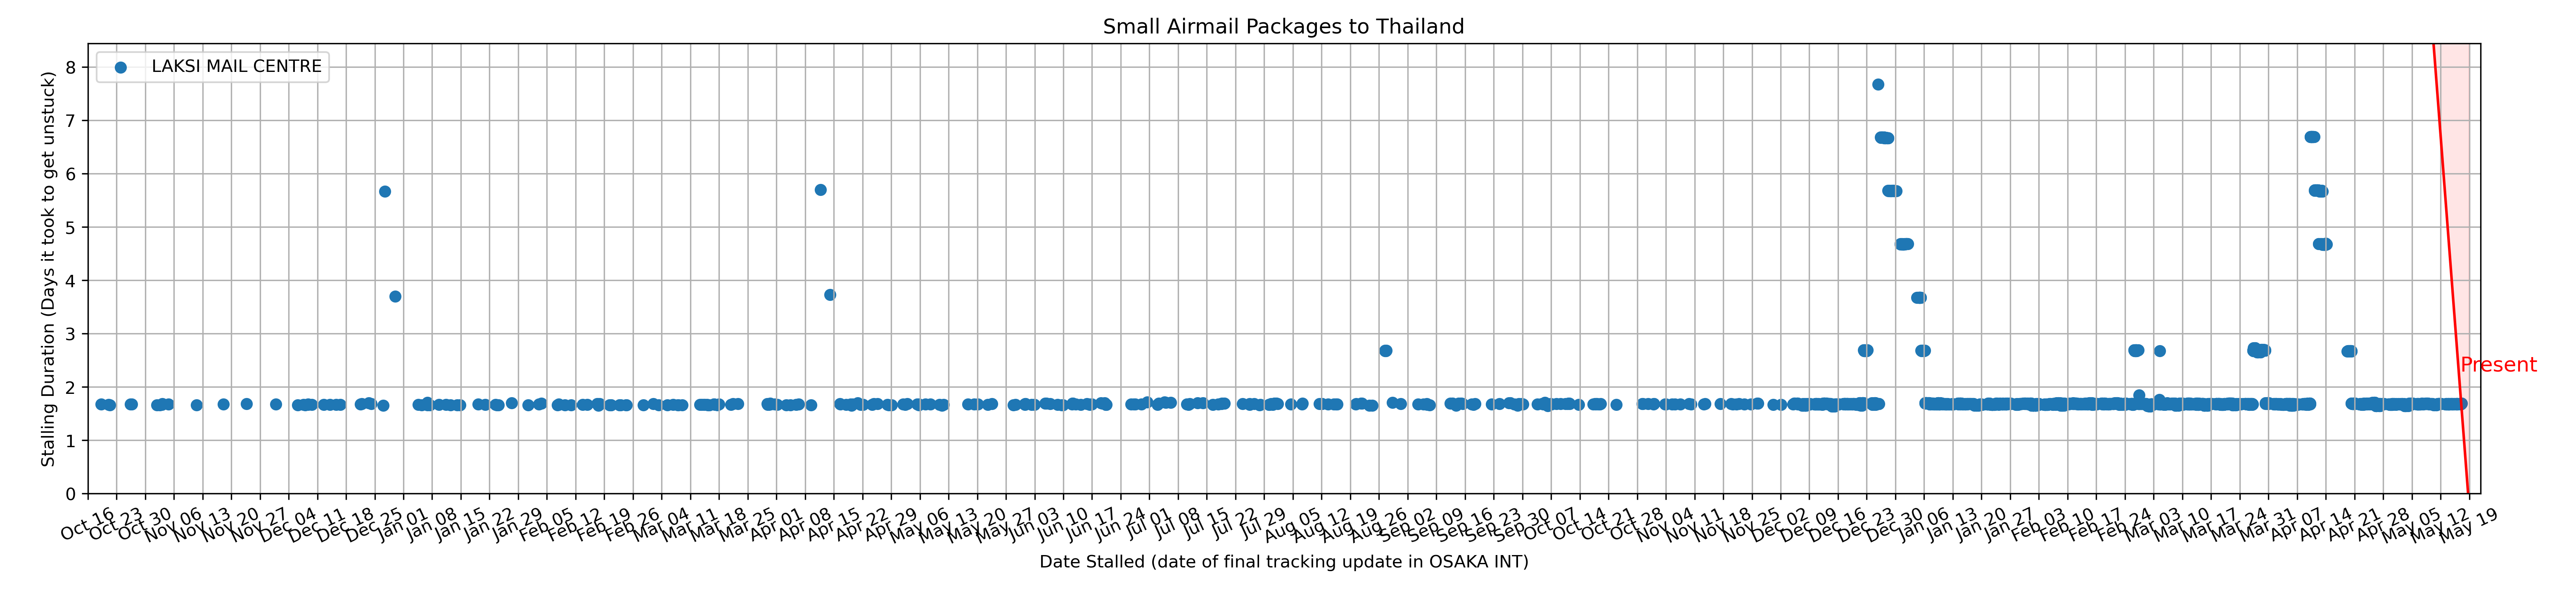 Small Airmail Packages to Thailand
LAKSI MAIL CENTRE
Stalling Duration (Days it took to get unstuck)
8
7
6
5
4
3
2
1
0
Present
Oct 16
Oct 23
Oct 30
Nov 06
Nov 13
Nov 20
Nov 27
Dec 04
Dec 11
Dec 18
Dec 25
Jan 01
Jan 08
Jan 15
Jan 22
Jan 29
Feb 05
Feb 12
Feb 19
Feb 26
Mar 04
Mar 11
Mar 18
Mar 25
Apr 01
Apr 08
Apr 15
Apr 22
Apr 29
May 06
May 13
May 20
May 27
Jun 03
Jun 10
Jun 17
Jun 24
Jul 01
Jul 08
Jul 15
Jul 22
Jul 29
Aug 05
Aug 12
Aug 19
Aug 26
Sep 02
Sep 09
Sep 16
Sep 23
Sep 30
Oct 07
Oct 14
Oct 21
Oct 28
Nov 04
Nov 11
Nov 18
Nov 25
Dec 02
Dec 09
Dec 16
Dec 23
Dec 30
Jan 06
Jan 13
Jan 20
Jan 27
Feb 03
Feb 10
Feb 17
Feb 24
Mar 03
Mar 10
Mar 17
Mar 24
Mar 31
Apr 07
Apr 14
Apr 21
Apr 28
May 05
May 12
May 19
Date Stalled (date of final tracking update in OSAKA INT)